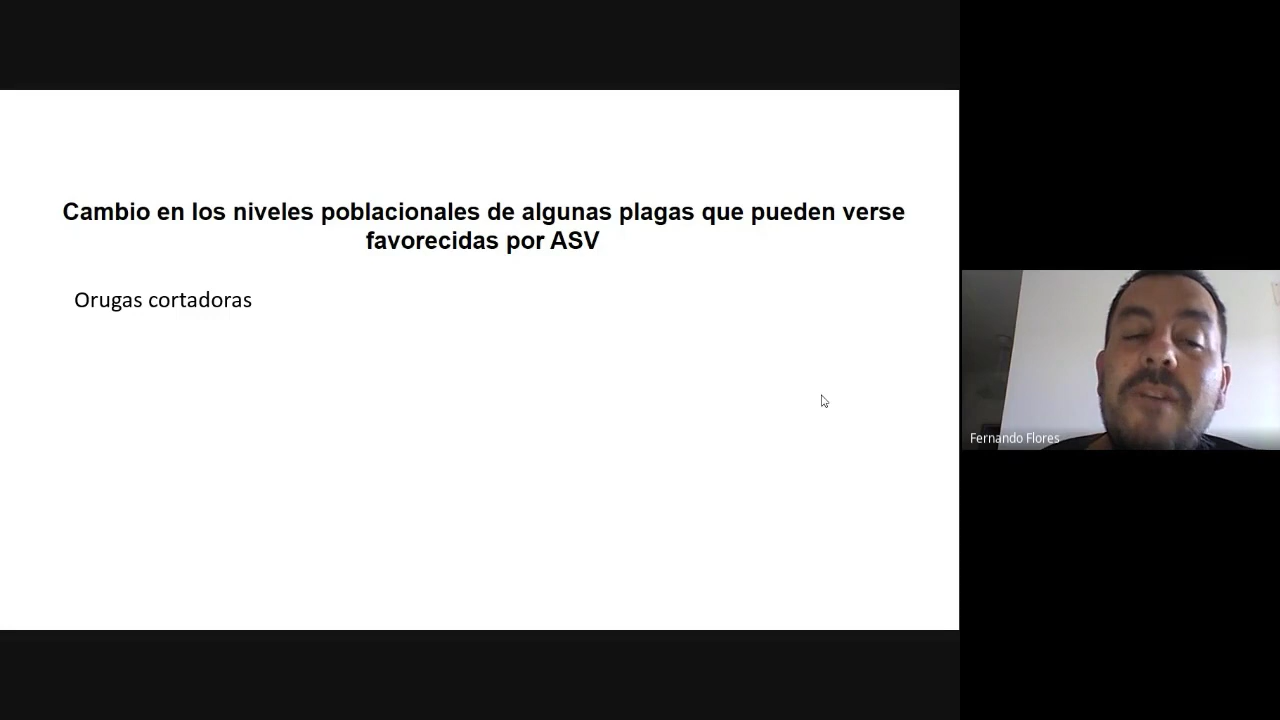 Cambio en los niveles poblacionales de algunas plagas que pueden verse
favorecidas por ASV
Orugas cortadoras
Fernando Flores